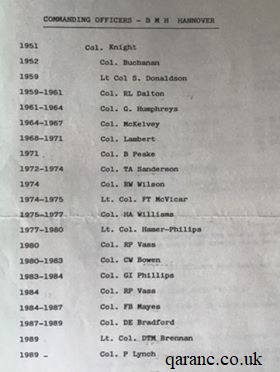 COMMANDING OFFICERS - B M H HANNOVER
1951 Col. Knight
1952 Col. Buchanan
1959 Lt Col S. Donaldson
1959-1961 Col. RL Dalton
1961-1964 Col. G. Humphreys
1964-1967 Col. McKelvey
1968-1971 Col. Lambert
1971 Col. B Peake
1972-1974 Col. TA Sanderson
1974 Col. RW Wilson
1974-1975 Lt. Col. FT McVicar
1975-1977 Col. HA Williams
1977-1980 Lt. Col. Hamer-Philips
1980 Col. RP Vass
1980-1983 Col. CW Bowen
1983-1984 Col. GI Phillips
1984 Col. RP Vass
1984-1987 Col. FB Mayes
1987-1989 Col. DE Bradford
1989 Lt. Col. DTM Brennan
1989 - Col. P Lynch
qaranc.co.uk